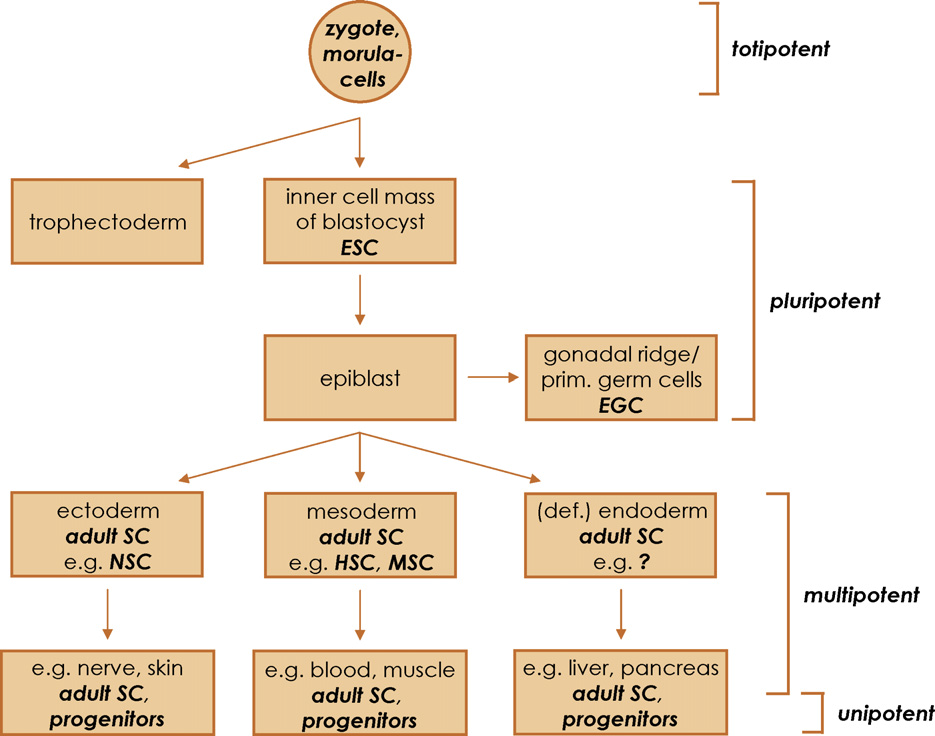 zygote,
morula-
cells
totipotent
trophectoderm
inner cell mass
of blastocyst
ESC
pluripotent
epiblast
gonadal ridge/
prim. germ cells
EGC
ectoderm
adult SC
e.g. NSC
mesoderm
adult SC
e.g. HSC, MSC
(def.) endoderm
adult SC
e.g. ?
multipotent
e.g. nerve, skin
adult SC,
progenitors
e.g. blood, muscle
adult SC,
progenitors
e.g. liver, pancreas
adult SC,
progenitors
unipotent